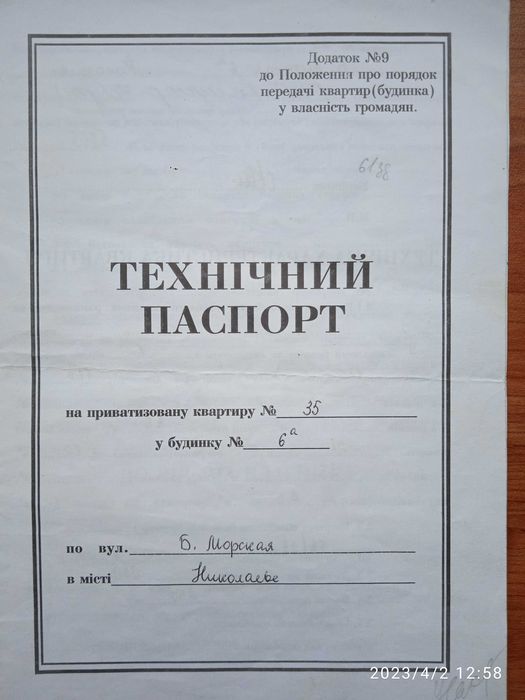 Додаток №9
до Положення про порядок
передачі квартир(будинка)
у власність громадян.
6138
ТЕХНІЧНИЙ
ПАСПОРТ
на приватизовану квартиру № 35
у будинку № 6а
по вул. Б. Морская
в місті Николаеве
2023/4/2 12:58